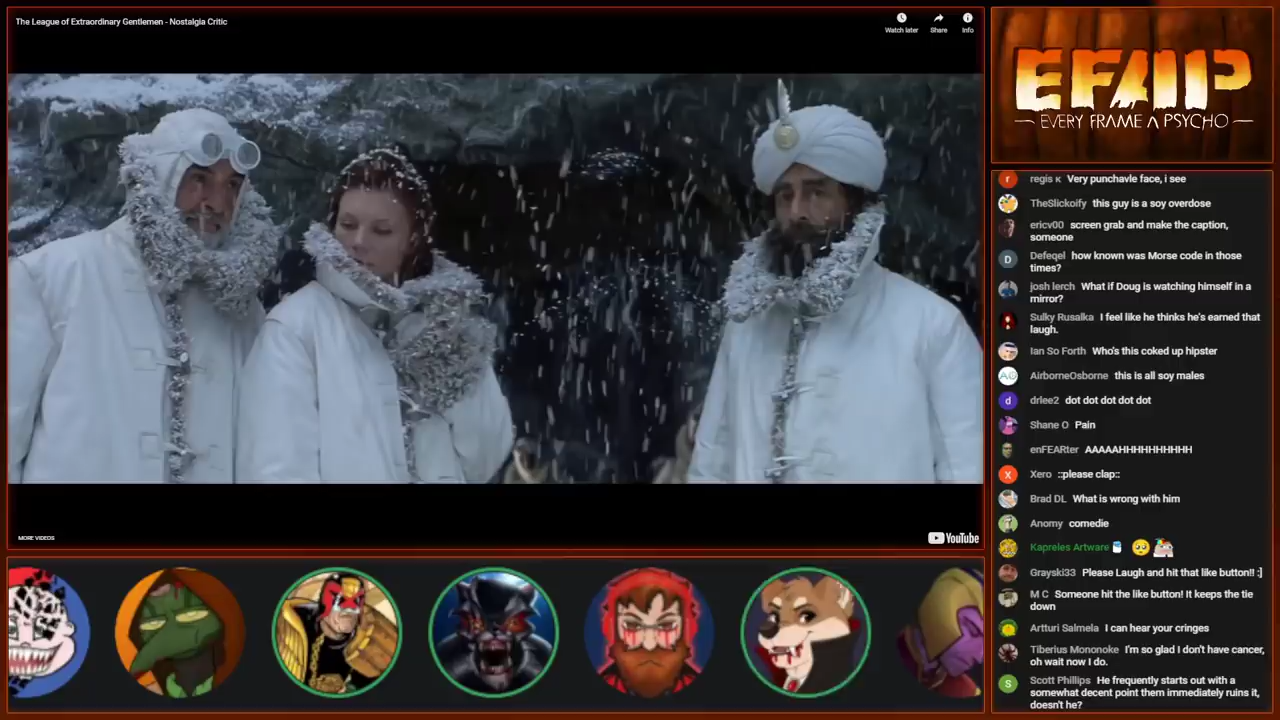 The League of Extraordinary Gentlemen - Nostalgia Critic
Watch later
Share
Info
MORE VIDEOS
YouTube
EFAP
EVERY FRAME A PSYCHO
regis к Very punchavle face, i see
TheSlickoify this guy is a soy overdose
ericv00 screen grab and make the caption,
someone
Defeqel how known was Morse code in those
times?
josh lerch What if Doug is watching himself in a
mirror?
Sulky Rusalka I feel like he thinks he's earned that
laugh.
Ian So Forth Who's this coked up hipster
AirborneOsborne this is all soy males
drlee2 dot dot dot dot dot
Shane O Pain
enFEARter AAAAAHHHHHHHHHHH
Xero ::please clap::
Brad DL What is wrong with him
Anomy comedie
Kapreles Artware
Grayski33 Please Laugh and hit that like button!! :]
M C Someone hit the like button! It keeps the tie
down
Artturi Salmela I can hear your cringes
Tiberius Mononoke I'm so glad I don't have cancer,
oh wait now I do.
Scott Phillips He frequently starts out with a
somewhat decent point them immediately ruins it,
doesn't he?